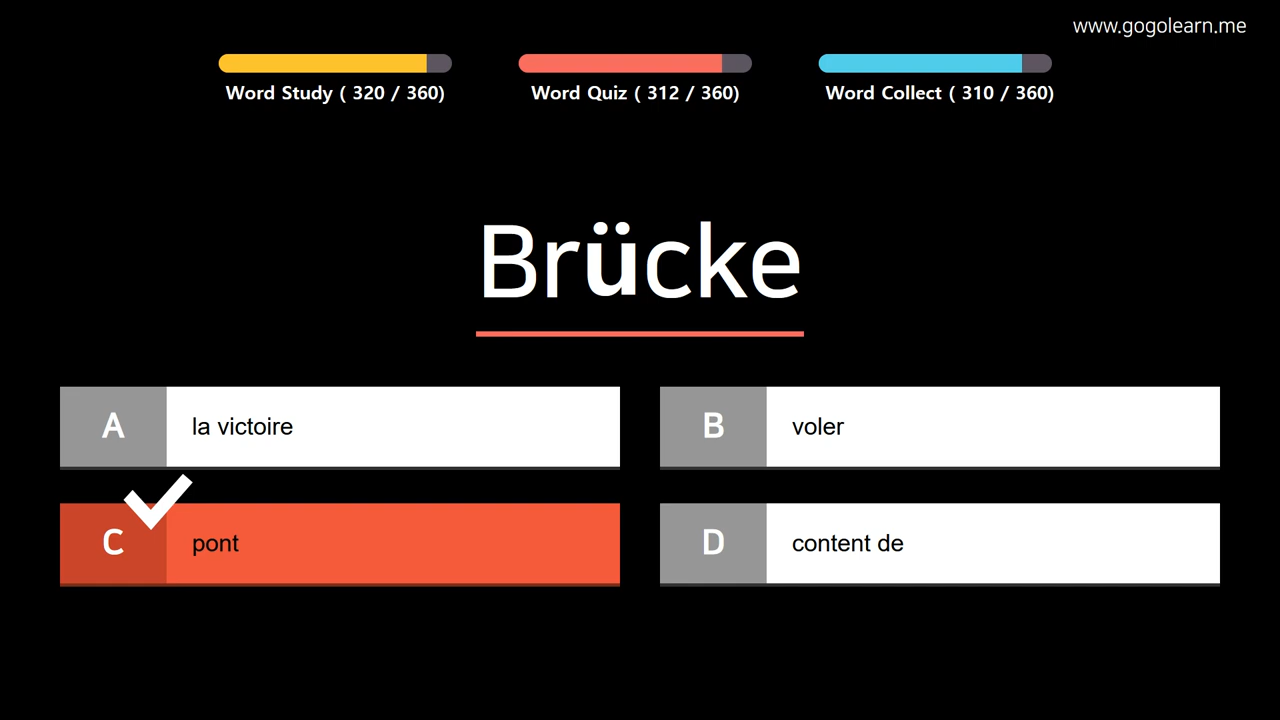 www.gogolearn.me
Word Study ( 320 / 360)
Word Quiz ( 312 / 360)
Word Collect ( 310 / 360)
Brücke
A la victoire
B voler
C pont
D content de